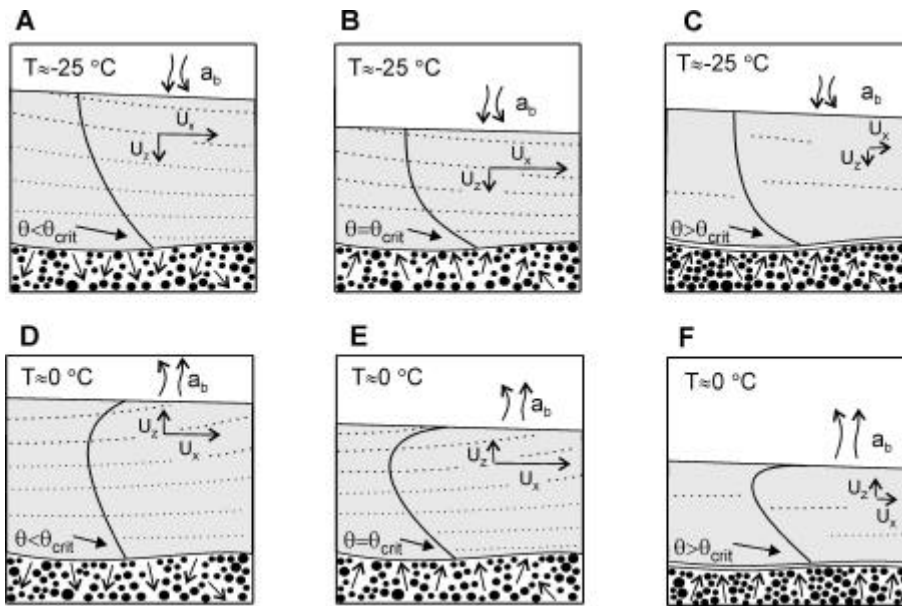 A
T≈-25 °C
a_b
U_x
U_z
θ<θ_crit
B
T≈-25 °C
a_b
U_x
U_z
θ=θ_crit
C
T≈-25 °C
a_b
U_x
U_z
θ>θ_crit
D
T≈0 °C
a_b
U_z
U_x
θ<θ_crit
E
T≈0 °C
a_b
U_z
U_x
θ=θ_crit
F
T≈0 °C
a_b
U_z
U_x
θ>θ_crit